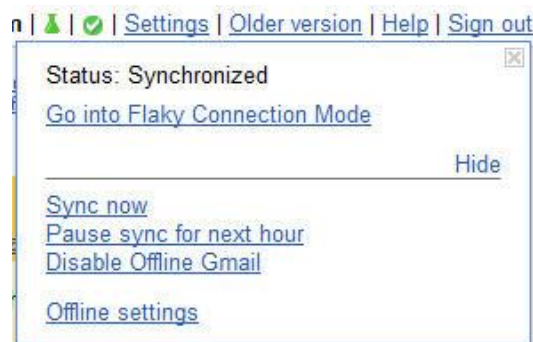 n | | | Settings | Older version | Help | Sign out
Status: Synchronized
Go into Flaky Connection Mode
Hide
Sync now
Pause sync for next hour
Disable Offline Gmail
Offline settings